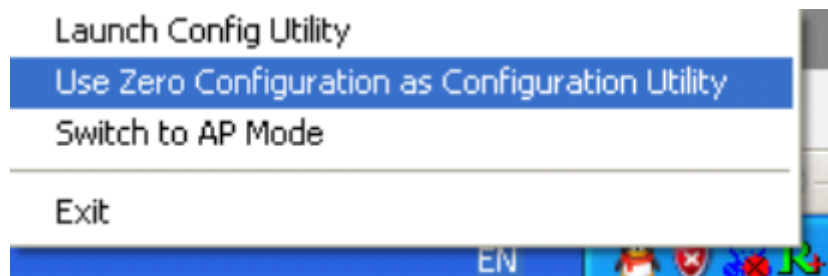 Launch Config Utility
Use Zero Configuration as Configuration Utility
Switch to AP Mode
Exit
EN